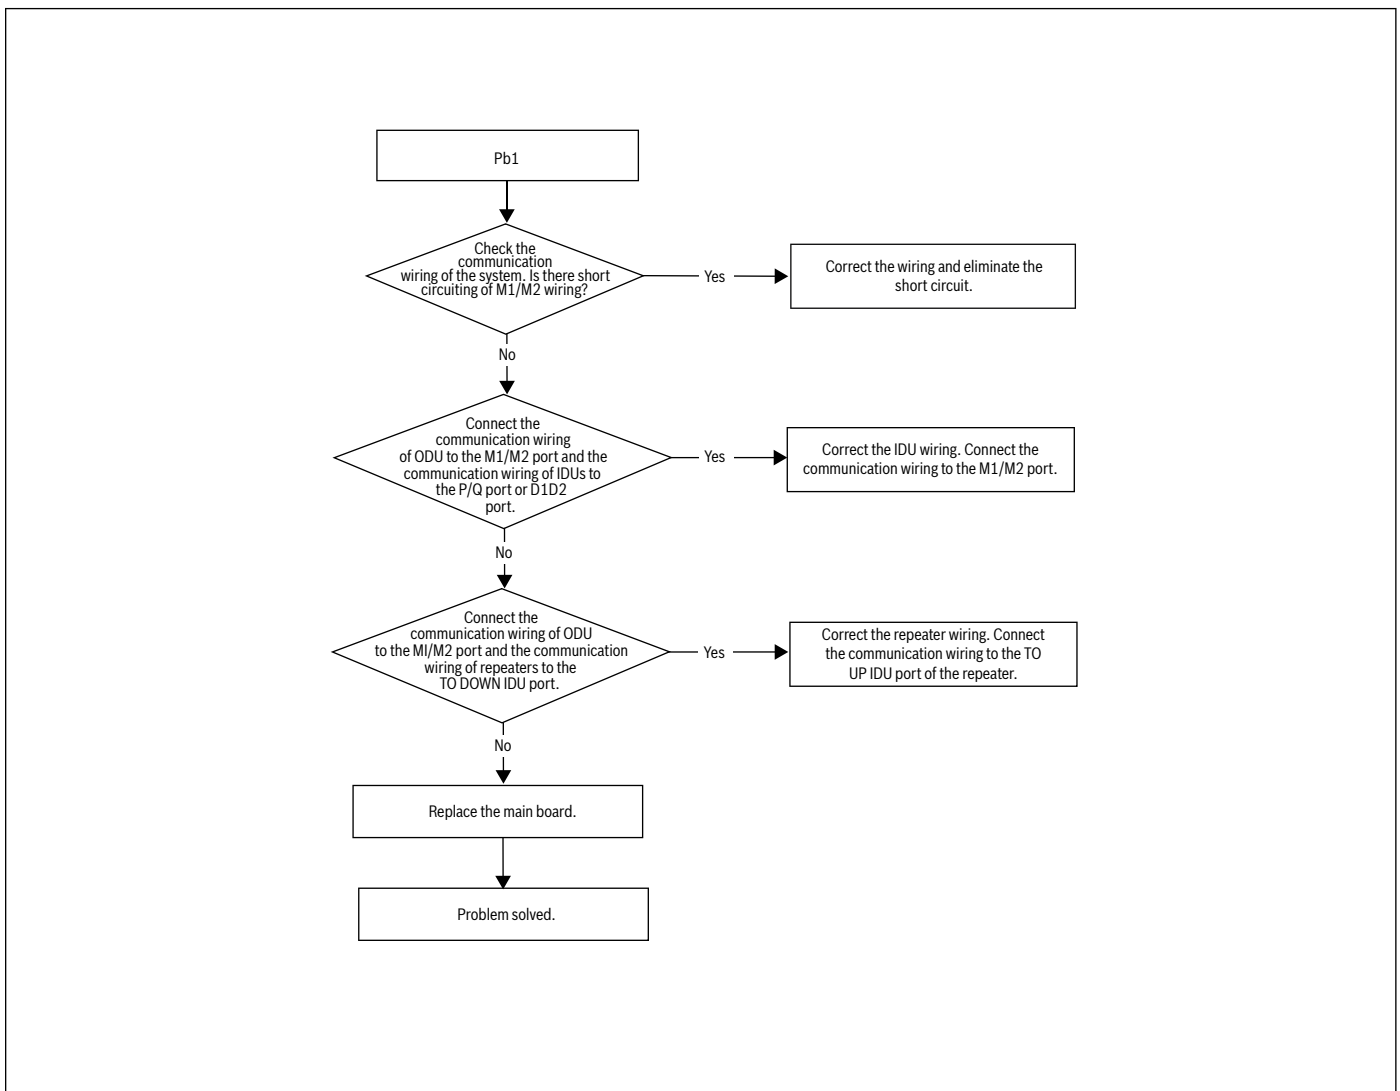 Pb1
Check the
communication
wiring of the system. Is there short
circuiting of M1/M2 wiring?
Yes
Correct the wiring and eliminate the
short circuit.
No
Connect the
communication wiring
of ODU to the M1/M2 port and the
communication wiring of IDUs to
the P/Q port or D1D2
port.
Yes
Correct the IDU wiring. Connect the
communication wiring to the M1/M2 port.
No
Connect the
communication wiring of ODU
to the MI/M2 port and the communication
wiring of repeaters to the
TO DOWN IDU port.
Yes
Correct the repeater wiring. Connect
the communication wiring to the TO
UP IDU port of the repeater.
No
Replace the main board.
Problem solved.